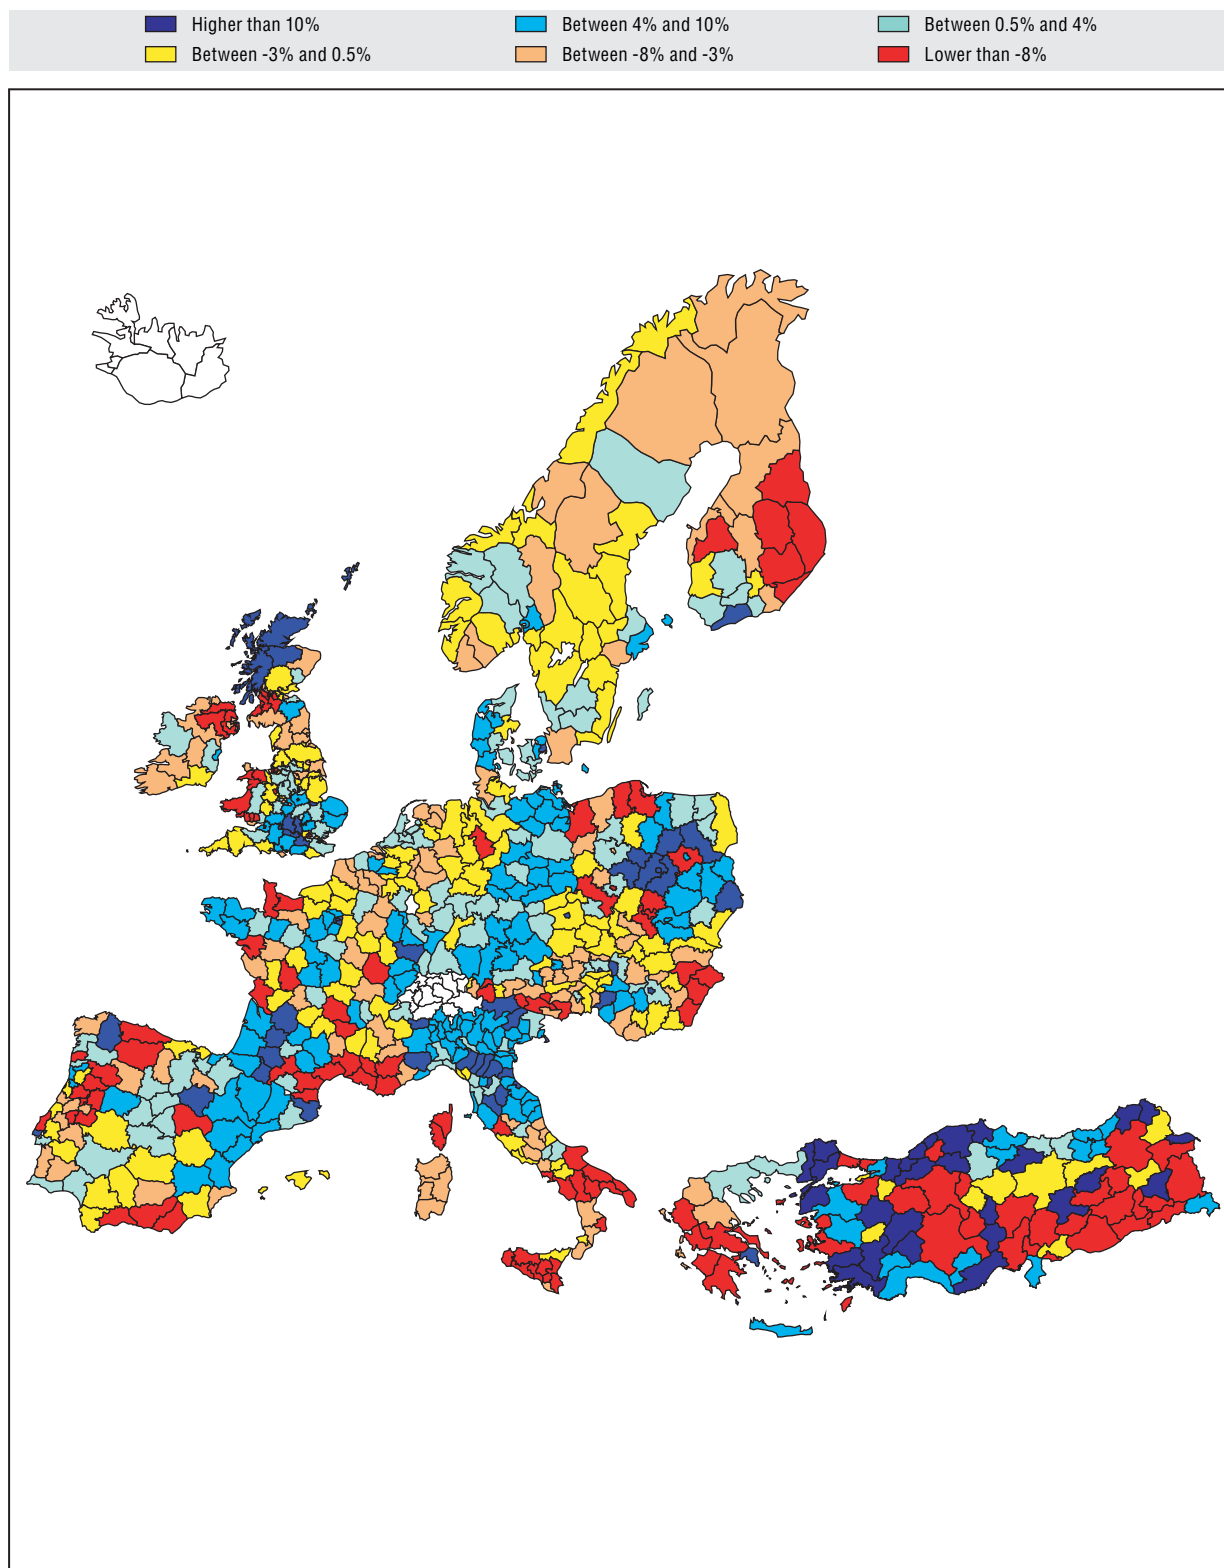 Higher than 10%
Between 4% and 10%
Between 0.5% and 4%
Between -3% and 0.5%
Between -8% and -3%
Lower than -8%